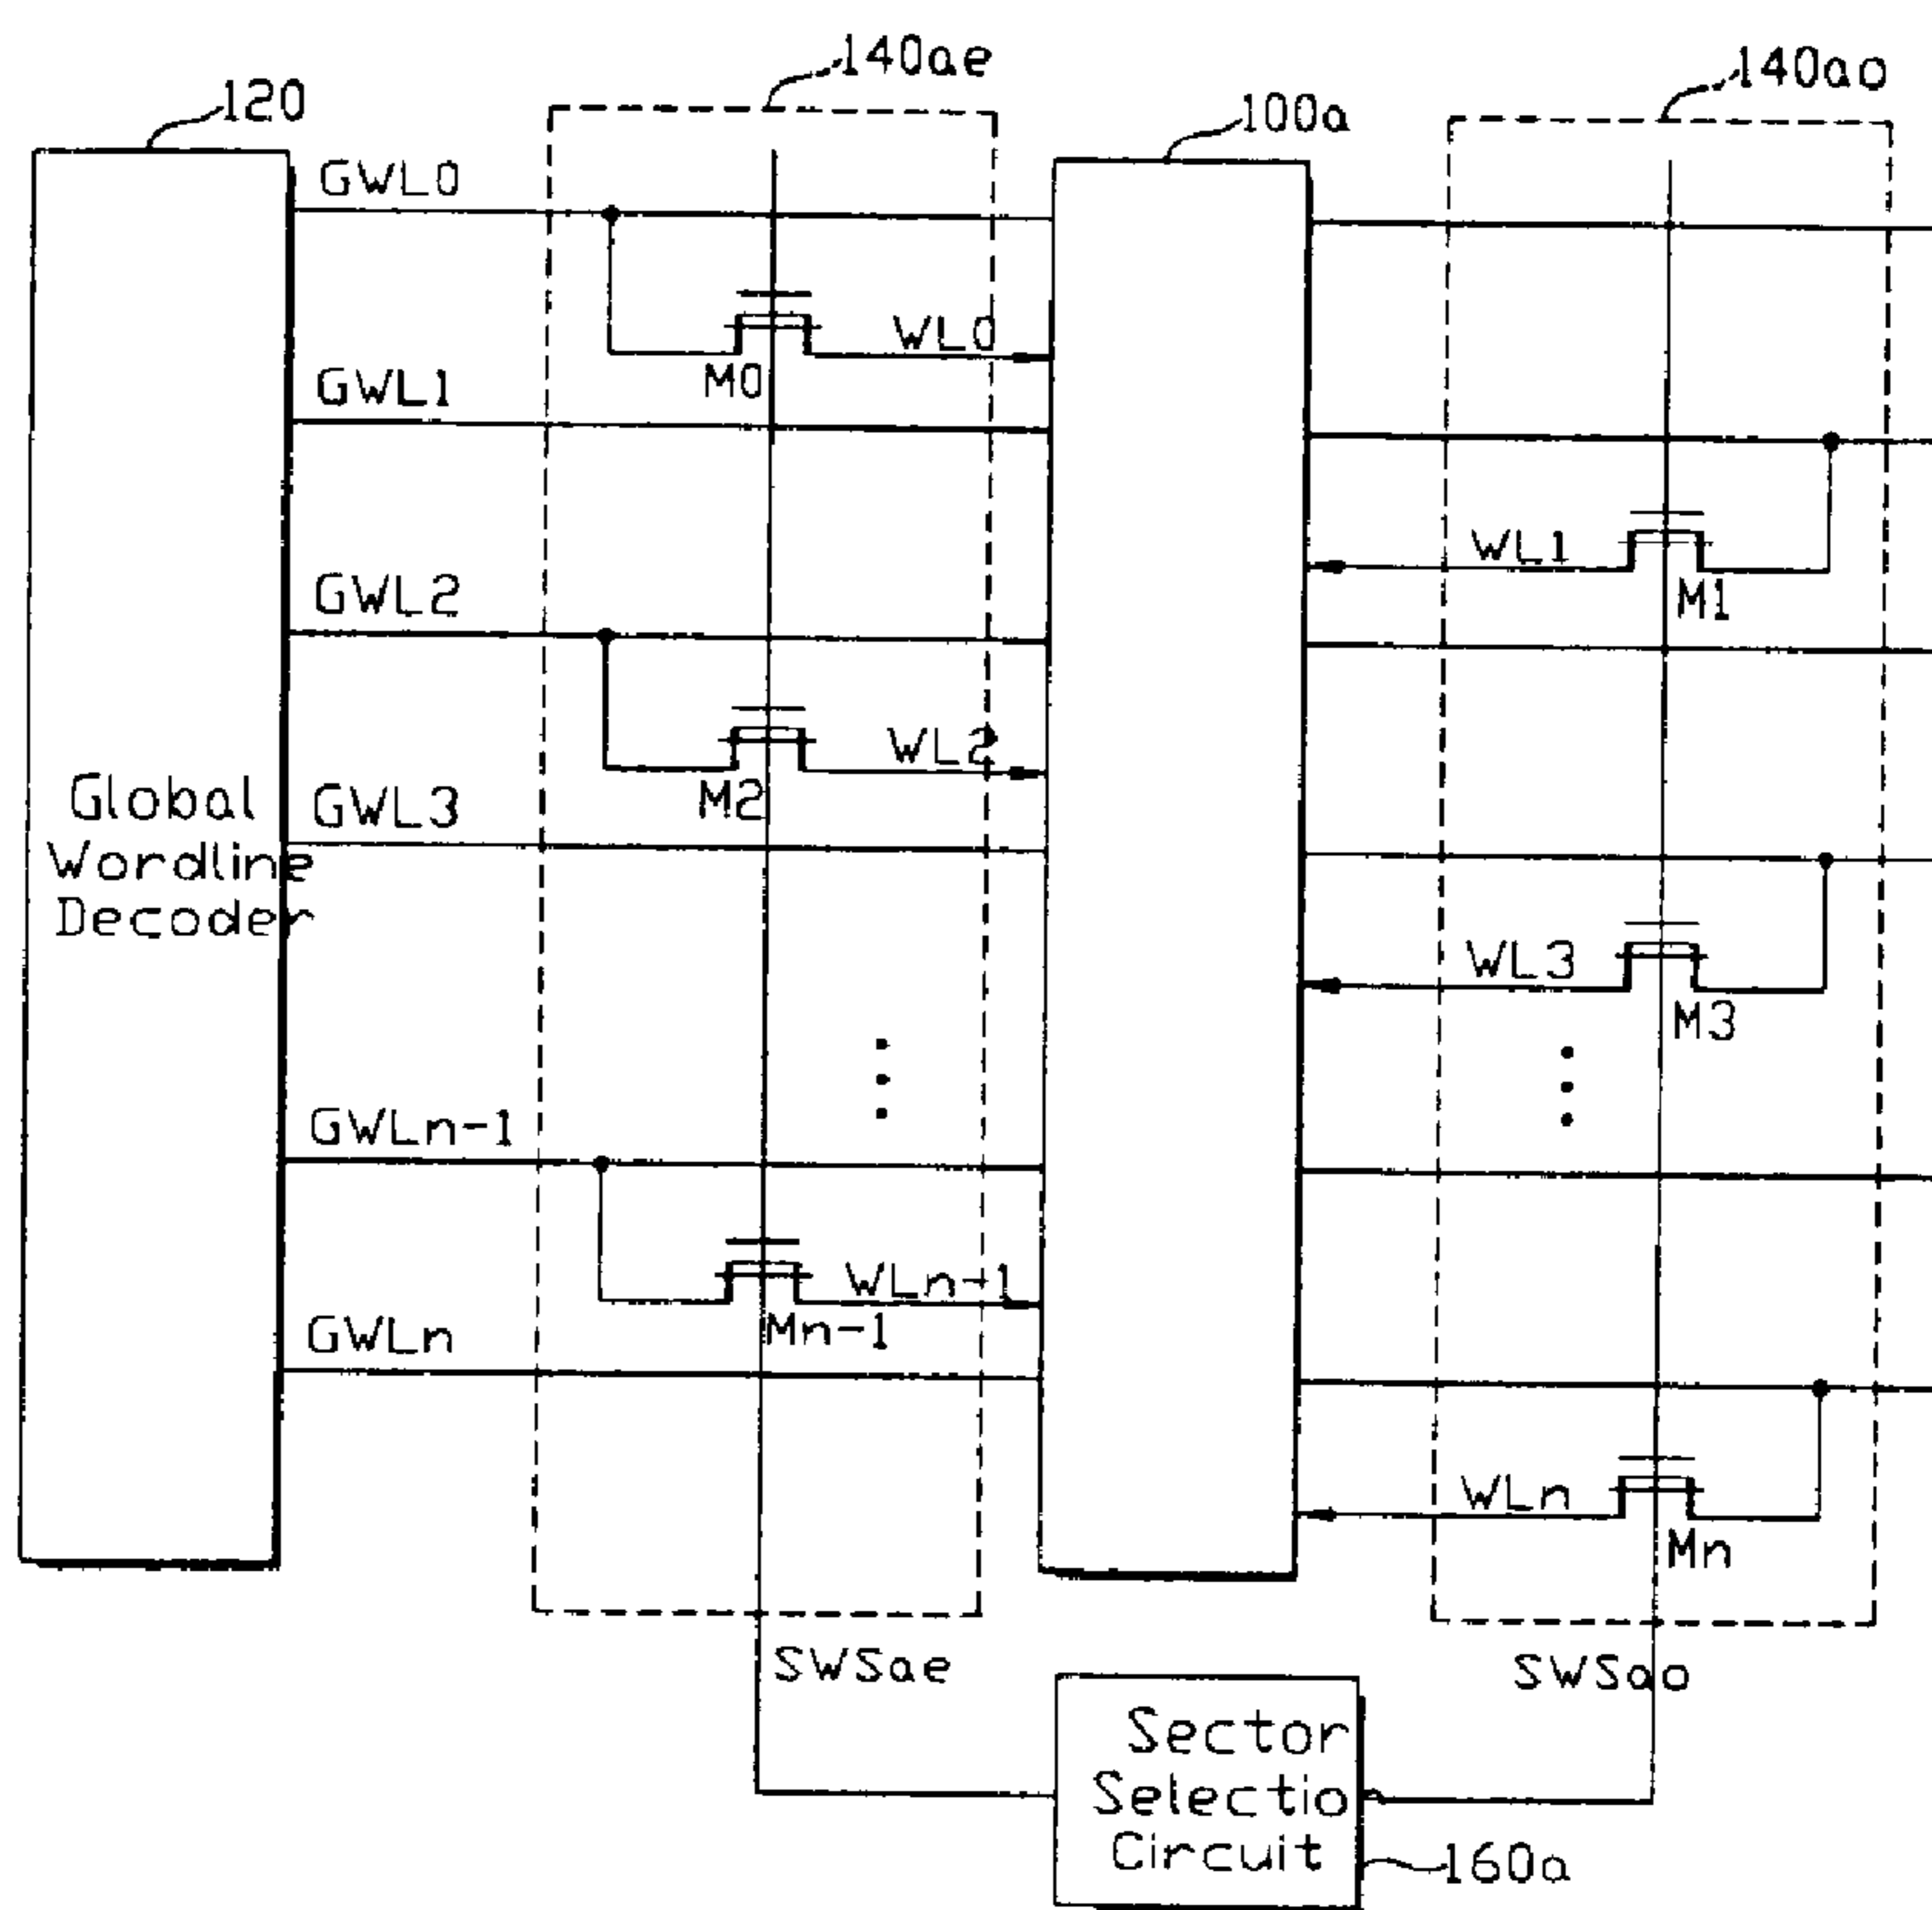 140ae
140ao
120
100a
GWL0
WL0
M0
GWL1
WL1
M1
GWL2
WL2
M2
GWL3
Global
Wordline
Decoder
WL3
M3
GWLn-1
WLn-1
Mn-1
GWLn
WLn
Mn
SWSae
SWSao
Sector
Selectio
Circuit
160a